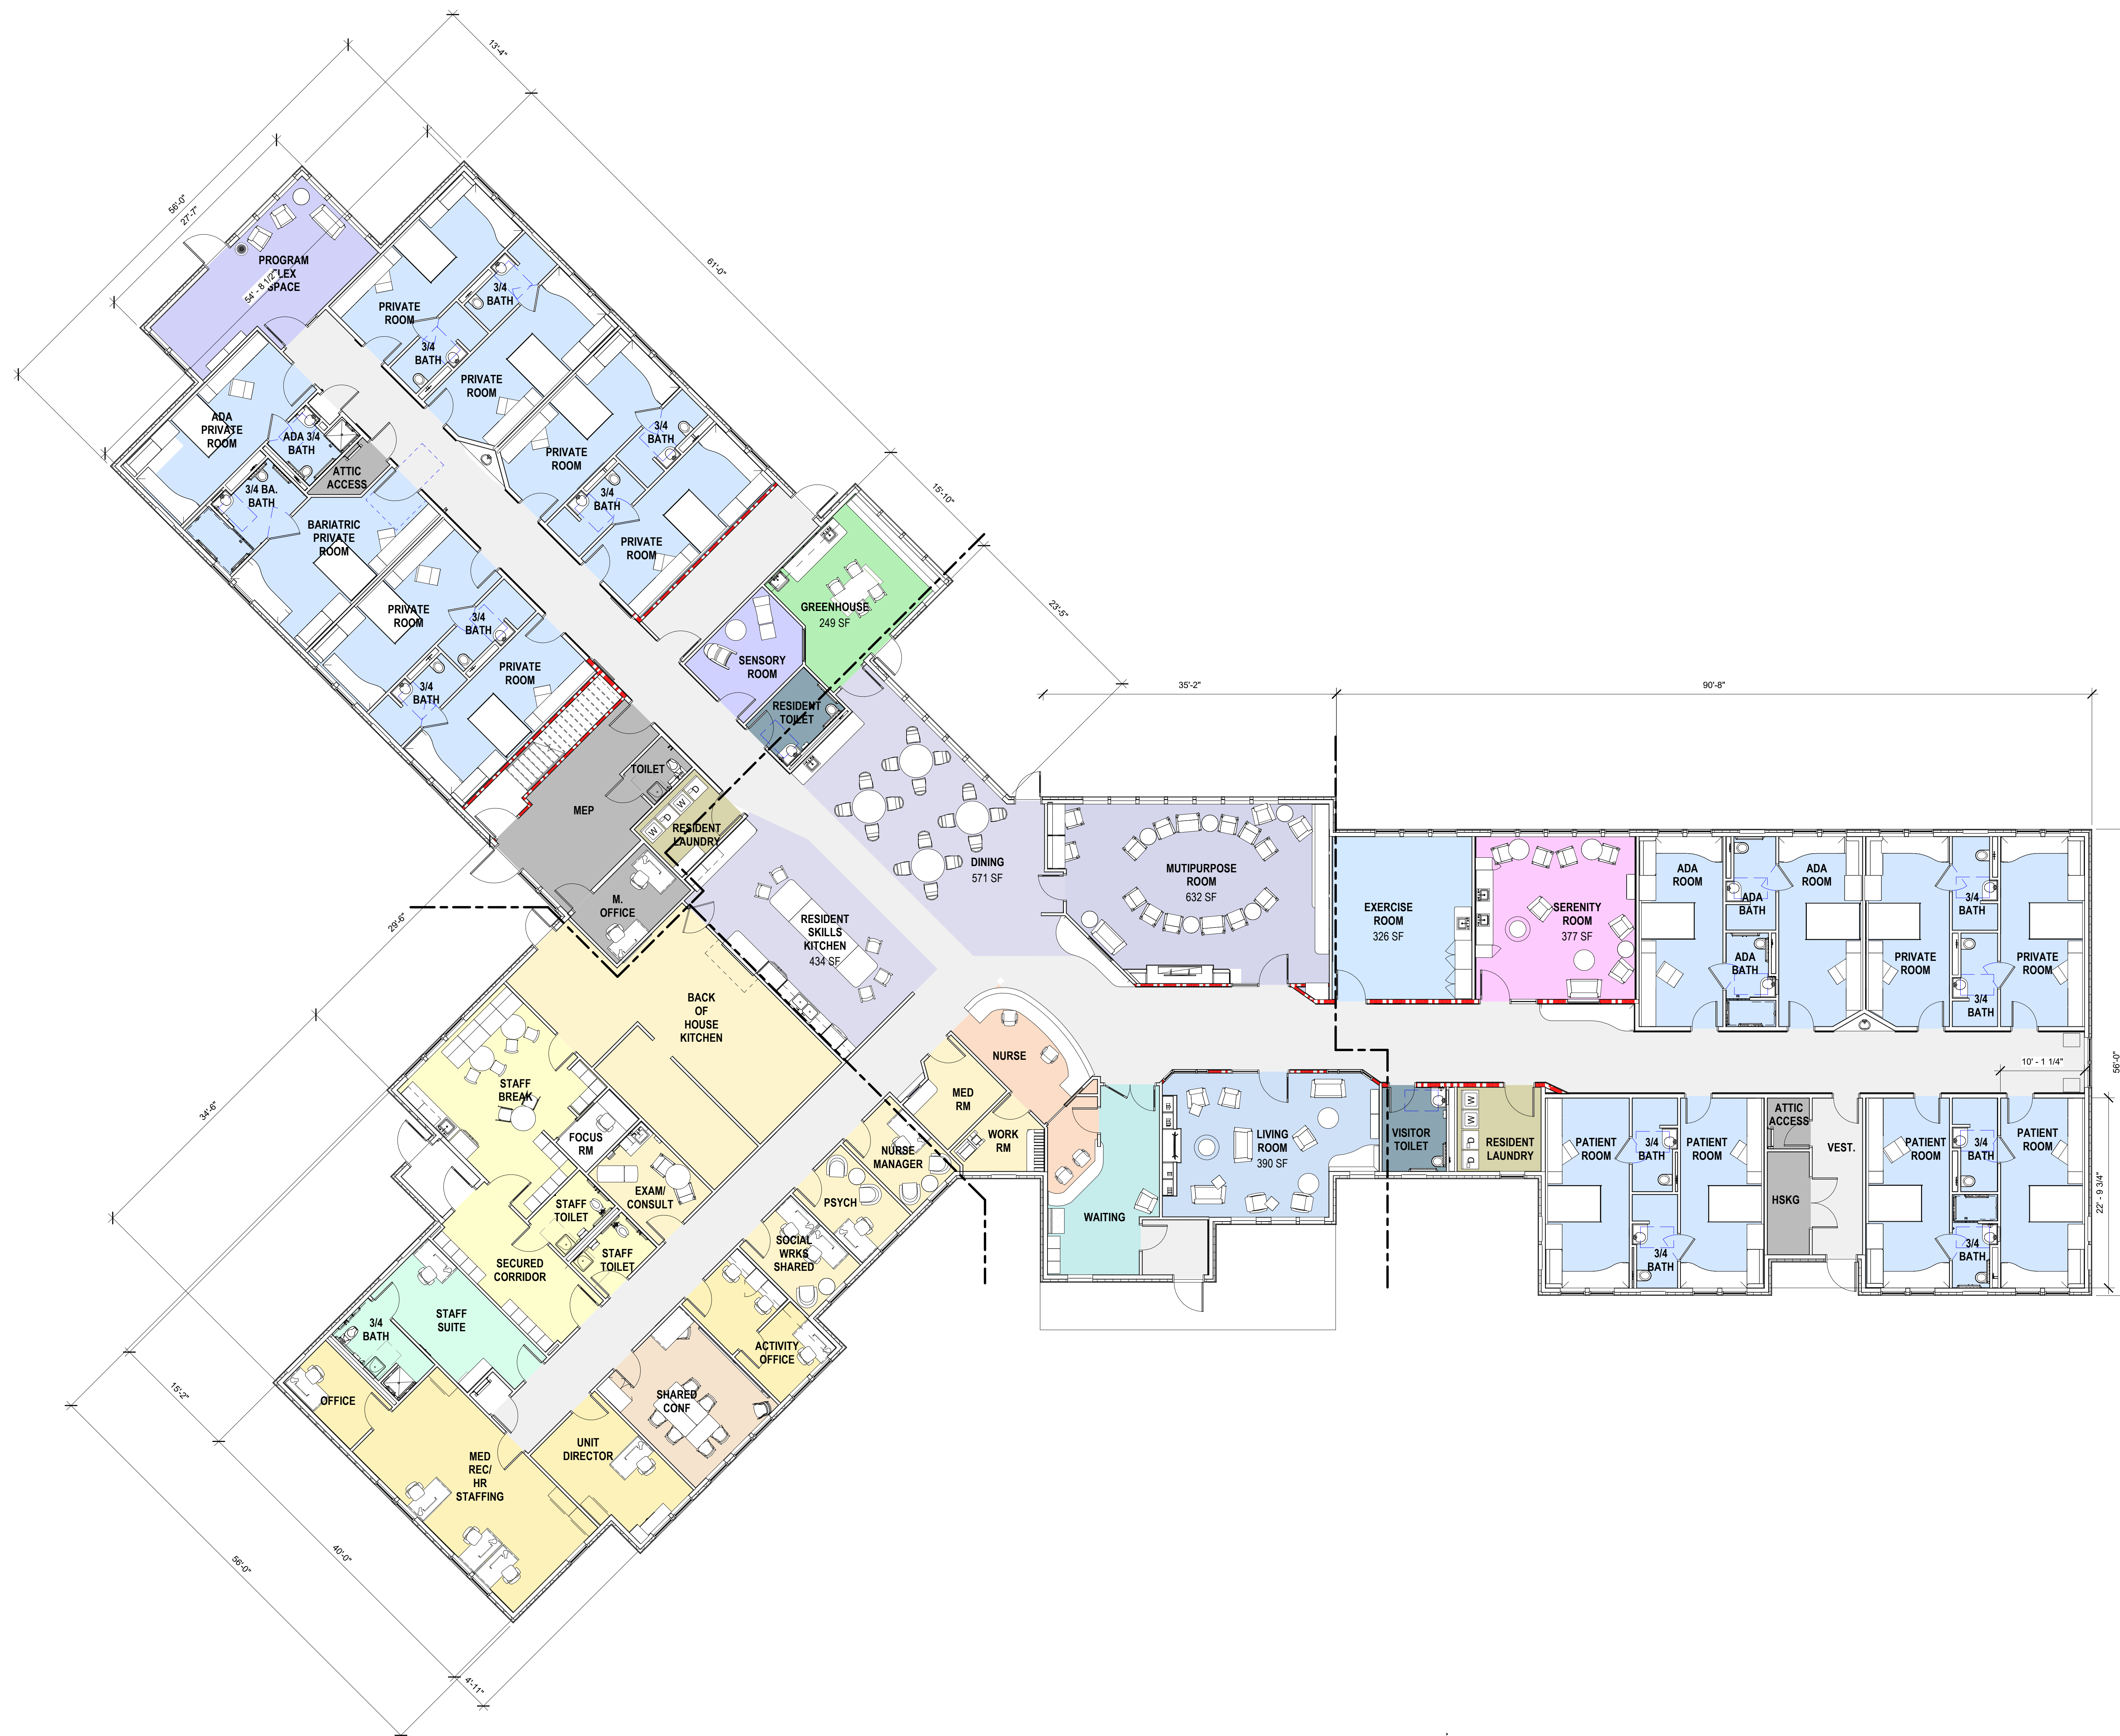 13'-4"
56'-0"
27'-7"
61'-0"
PROGRAM
FLEX
SPACE
54' - 8 1/2"
PRIVATE
ROOM
3/4
BATH
3/4
BATH
PRIVATE
ROOM
ADA
PRIVATE
ROOM
ADA 3/4
BATH
ATTIC
ACCESS
3/4 BA.
BATH
BARIATRIC
PRIVATE
ROOM
PRIVATE
ROOM
3/4
BATH
3/4
BATH
PRIVATE
ROOM
15'-10"
PRIVATE
ROOM
3/4
BATH
3/4
BATH
PRIVATE
ROOM
GREENHOUSE
249 SF
23'-5"
SENSORY
ROOM
RESIDENT
TOILET
TOILET
MEP
W
D
W
D
RESIDENT
LAUNDRY
M.
OFFICE
29'-6"
DINING
571 SF
RESIDENT
SKILLS
KITCHEN
434 SF
35'-2"
90'-8"
MUTIPURPOSE
ROOM
632 SF
EXERCISE
ROOM
326 SF
SERENITY
ROOM
377 SF
ADA
ROOM
ADA
BATH
ADA
BATH
ADA
ROOM
PRIVATE
ROOM
3/4
BATH
3/4
BATH
PRIVATE
ROOM
10' - 1 1/4"
56'-0"
22' - 9 3/4"
BACK
OF
HOUSE
KITCHEN
34'-6"
STAFF
BREAK
FOCUS
RM
EXAM/
CONSULT
STAFF
TOILET
STAFF
TOILET
SECURED
CORRIDOR
STAFF
SUITE
3/4
BATH
OFFICE
MED
REC/
HR
STAFFING
UNIT
DIRECTOR
SHARED
CONF
ACTIVITY
OFFICE
SOCIAL
WRKS
SHARED
PSYCH
NURSE
MANAGER
MED
RM
WORK
RM
NURSE
WAITING
LIVING
ROOM
390 SF
VISITOR
TOILET
W
W
D
D
RESIDENT
LAUNDRY
PATIENT
ROOM
3/4
BATH
3/4
BATH
PATIENT
ROOM
ATTIC
ACCESS
VEST.
HSKG
PATIENT
ROOM
3/4
BATH
3/4
BATH
PATIENT
ROOM
15'-2"
40'-0"
56'-0"
4'-11"